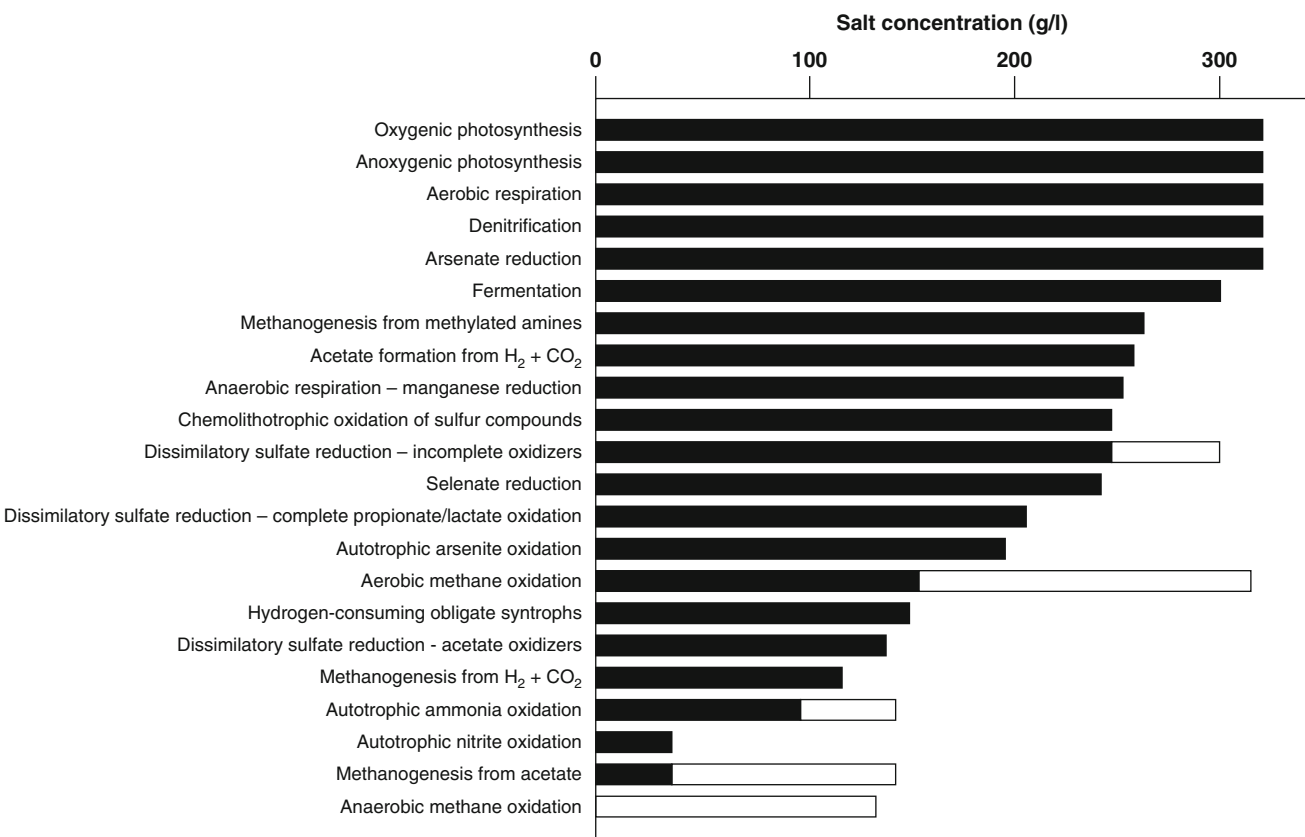 Salt concentration (g/l)
0 100 200 300
Oxygenic photosynthesis
Anoxygenic photosynthesis
Aerobic respiration
Denitrification
Arsenate reduction
Fermentation
Methanogenesis from methylated amines
Acetate formation from H₂ + CO₂
Anaerobic respiration – manganese reduction
Chemolithotrophic oxidation of sulfur compounds
Dissimilatory sulfate reduction – incomplete oxidizers
Selenate reduction
Dissimilatory sulfate reduction – complete propionate/lactate oxidation
Autotrophic arsenite oxidation
Aerobic methane oxidation
Hydrogen-consuming obligate syntrophs
Dissimilatory sulfate reduction - acetate oxidizers
Methanogenesis from H₂ + CO₂
Autotrophic ammonia oxidation
Autotrophic nitrite oxidation
Methanogenesis from acetate
Anaerobic methane oxidation